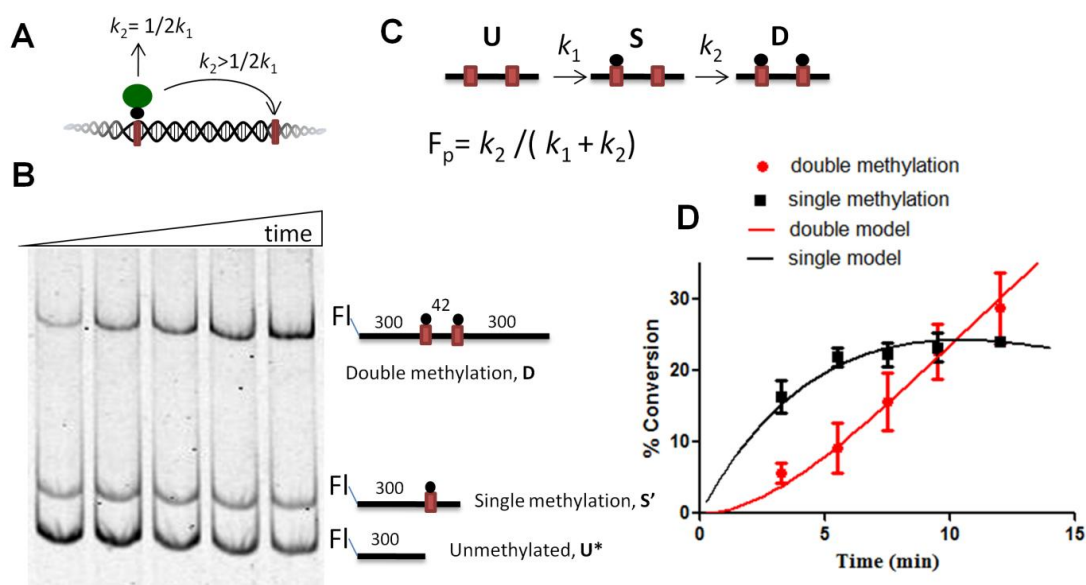 A
k2= 1/2k1
k2>1/2k1
C
U
S
D
k1
k2
Fp= k2 /( k1 + k2)
B
time
Fl
300
42
300
Double methylation, D
Fl
300
Single methylation, S’
Fl
300
Unmethylated, U*
D
double methylation
single methylation
double model
single model
% Conversion
30
20
10
0
0
5
10
15
Time (min)